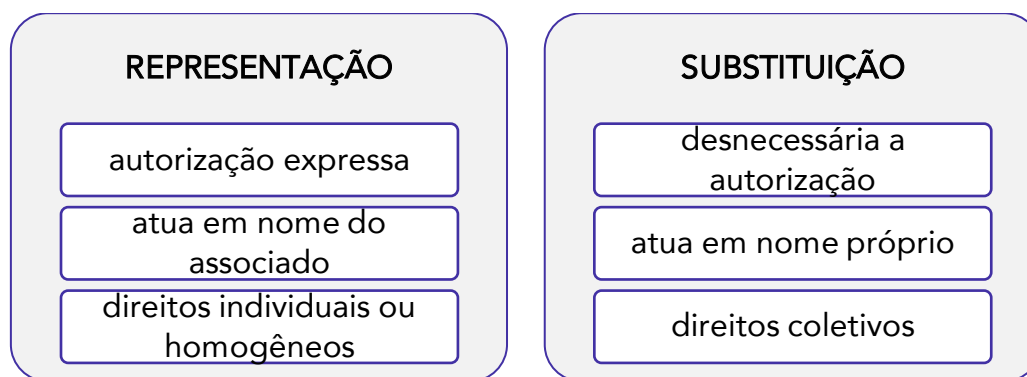 REPRESENTAÇÃO
autorização expressa
atua em nome do
associado
direitos individuais ou
homogêneos
SUBSTITUIÇÃO
desnecessária a
autorização
atua em nome próprio
direitos coletivos